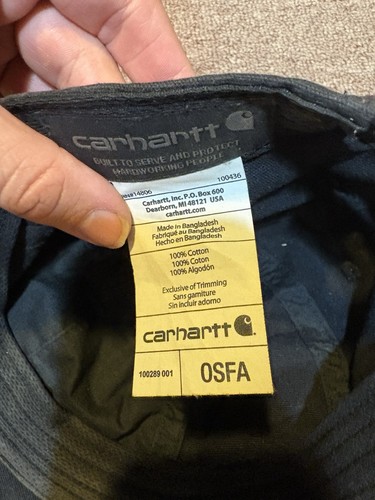 carhartt
BUILT TO SERVE AND PROTECT
HARDWORKING PEOPLE
14806 100436
Carhartt, Inc. P.O. Box 600
Dearborn, MI 48121 USA
carhartt.com
Made in Bangladesh
Fabriqué au Bangladesh
Hecho en Bangladesh
100% Cotton
100% Coton
100% Algodón
Exclusive of Trimming
Sans garniture
Sin incluir adorno
carhartt
100289 001 OSFA